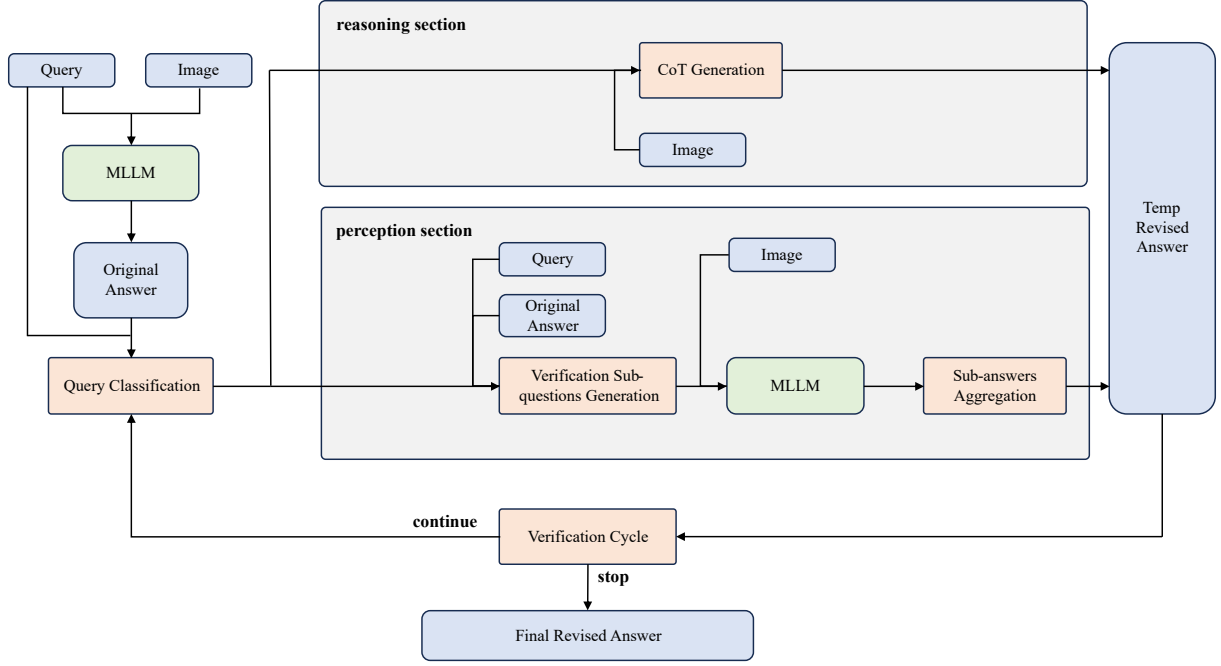 reasoning section
Query
Image
CoT Generation
MLLM
Image
Original
Answer
Temp
Revised
Answer
perception section
Query
Image
Original
Answer
Query Classification
Verification Sub-
questions Generation
MLLM
Sub-answers
Aggregation
continue
Verification Cycle
stop
Final Revised Answer